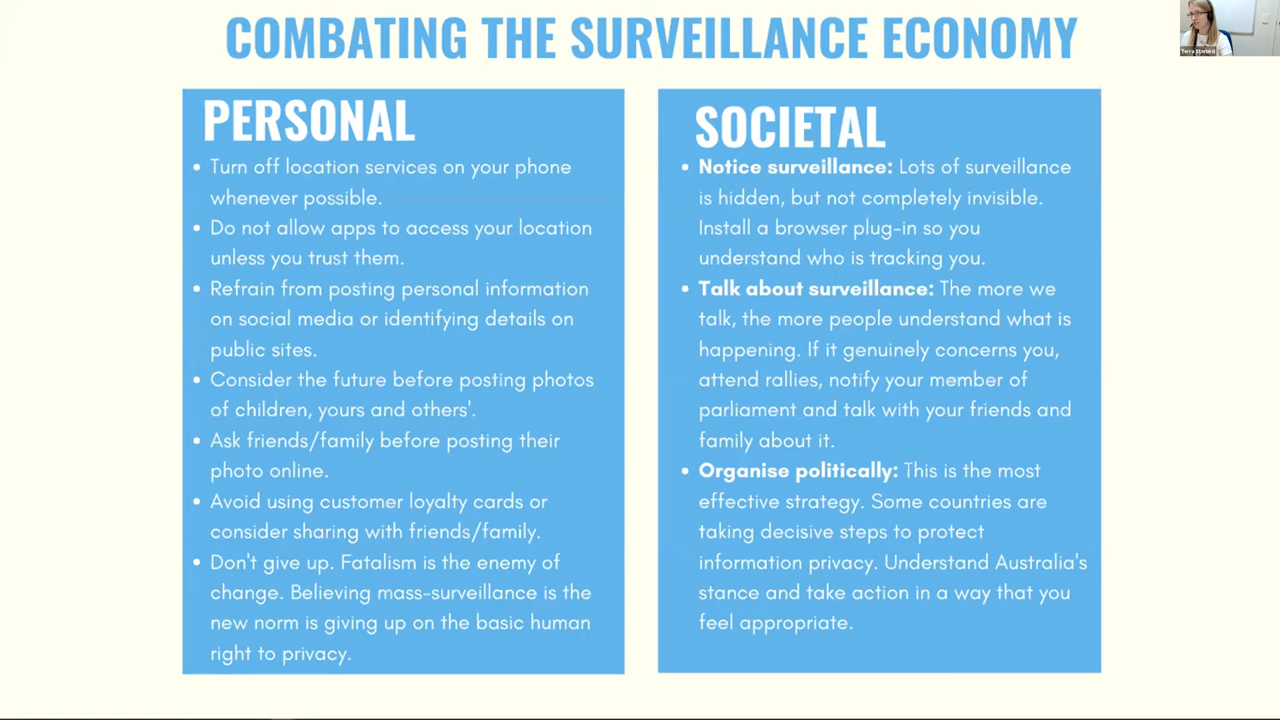 COMBATING THE SURVEILLANCE ECONOMY
PERSONAL
• Turn off location services on your phone
whenever possible.
• Do not allow apps to access your location
unless you trust them.
• Refrain from posting personal information
on social media or identifying details on
public sites.
• Consider the future before posting photos
of children, yours and others'.
• Ask friends/family before posting their
photo online.
• Avoid using customer loyalty cards or
consider sharing with friends/family.
• Don't give up. Fatalism is the enemy of
change. Believing mass-surveillance is the
new norm is giving up on the basic human
right to privacy.
SOCIETAL
• Notice surveillance: Lots of surveillance
is hidden, but not completely invisible.
Install a browser plug-in so you
understand who is tracking you.
• Talk about surveillance: The more we
talk, the more people understand what is
happening. If it genuinely concerns you,
attend rallies, notify your member of
parliament and talk with your friends and
family about it.
• Organise politically: This is the most
effective strategy. Some countries are
taking decisive steps to protect
information privacy. Understand Australia's
stance and take action in a way that you
feel appropriate.